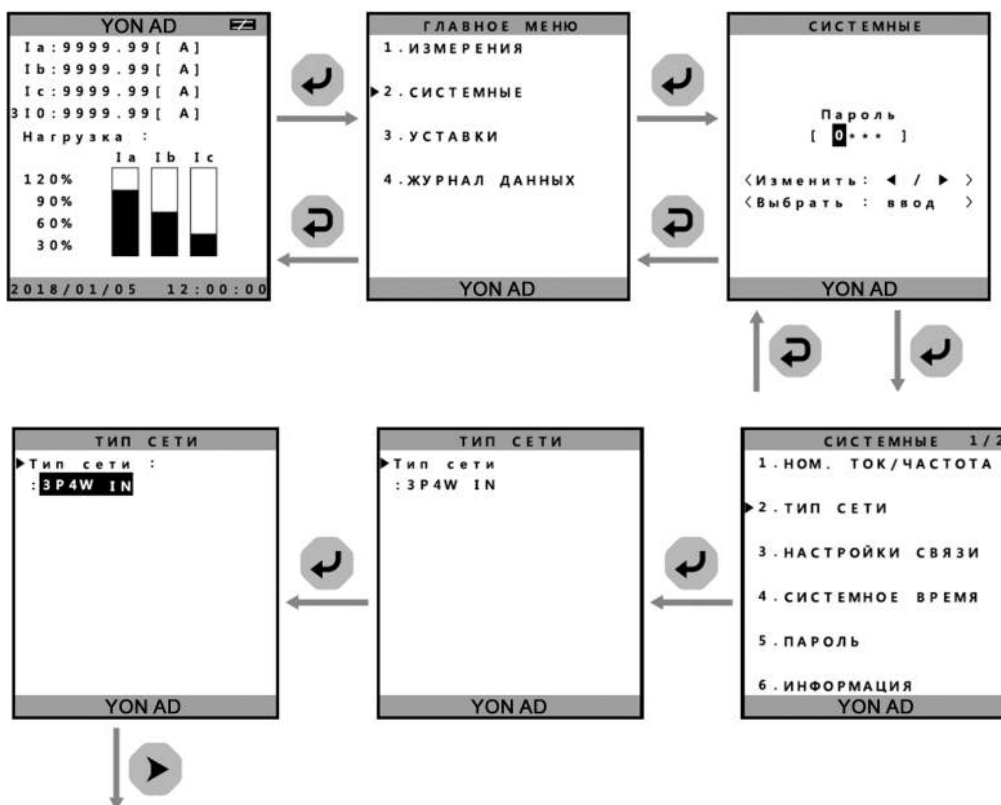 YON AD
Ia:9999.99[ A]
Ib:9999.99[ A]
Ic:9999.99[ A]
3I0:9999.99[ A]
Нагрузка :
Ia Ib Ic
120%
90%
60%
30%
2018/01/05 12:00:00
ГЛАВНОЕ МЕНЮ
1.ИЗМЕРЕНИЯ
2.СИСТЕМНЫЕ
3.УСТАВКИ
4.ЖУРНАЛ ДАННЫХ
YON AD
СИСТЕМНЫЕ
Пароль
[ 0*** ]
<Изменить: ◀ / ▶ >
<Выбрать : ввод >
YON AD
ТИП СЕТИ
▶Тип сети :
:3P4W IN
YON AD
ТИП СЕТИ
▶Тип сети
:3P4W IN
YON AD
СИСТЕМНЫЕ 1/2
1.НОМ. ТОК/ЧАСТОТА
▶2.ТИП СЕТИ
3.НАСТРОЙКИ СВЯЗИ
4.СИСТЕМНОЕ ВРЕМЯ
5.ПАРОЛЬ
6.ИНФОРМАЦИЯ
YON AD